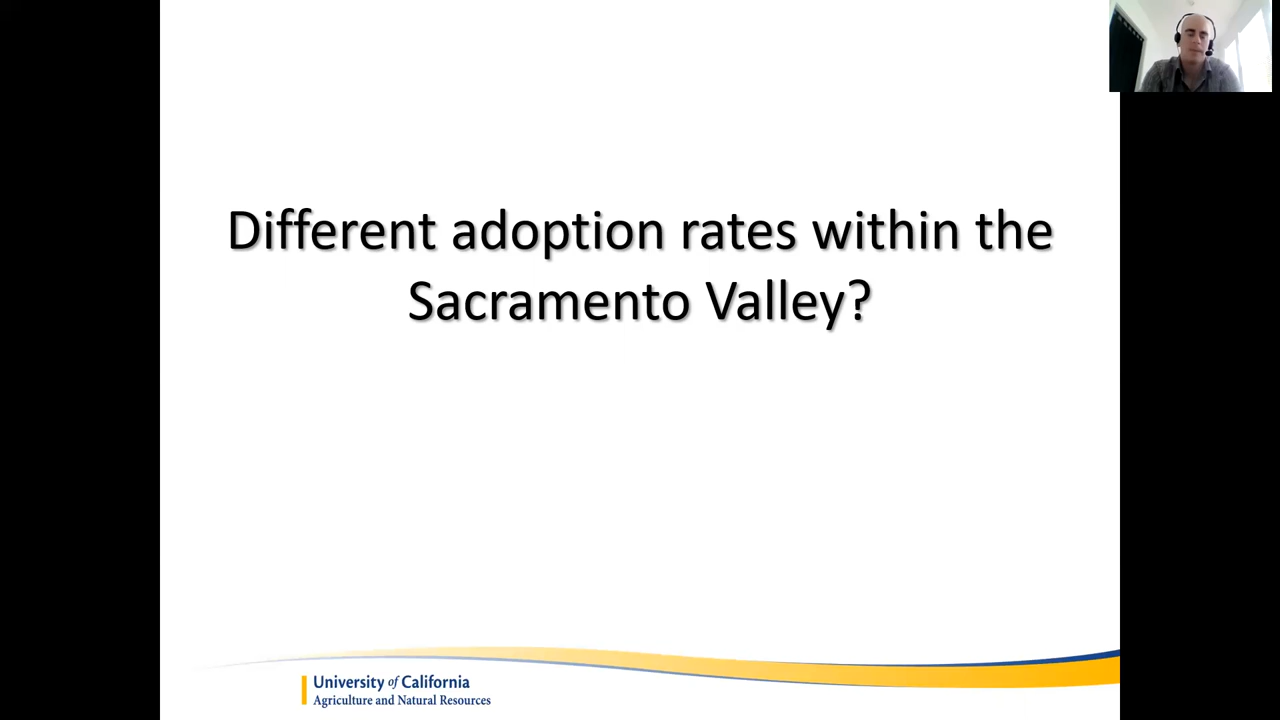 Different adoption rates within the
Sacramento Valley?
University of California
Agriculture and Natural Resources